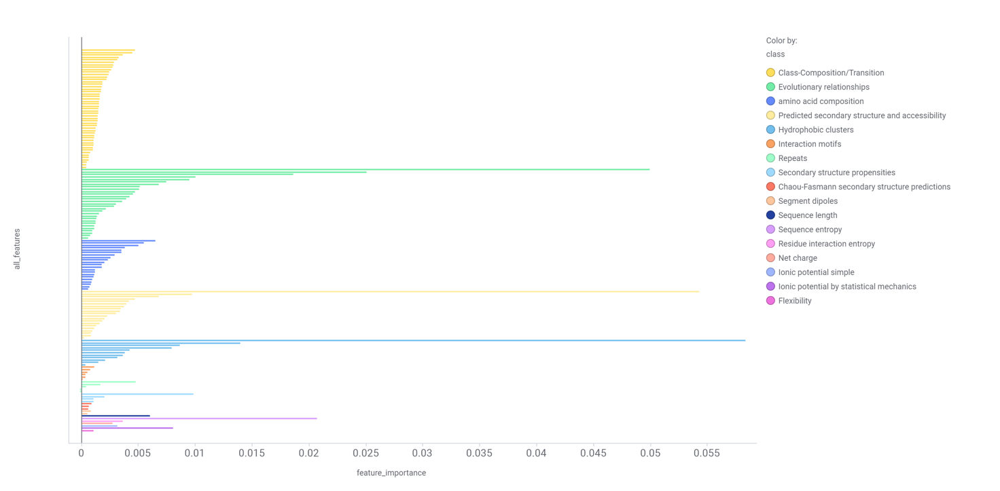 Color by:
class
Class-Composition/Transition
Evolutionary relationships
amino acid composition
Predicted secondary structure and accessibility
Hydrophobic clusters
Interaction motifs
Repeats
Secondary structure propensities
Chaou-Fasmann secondary structure predictions
Segment dipoles
Sequence length
Sequence entropy
Residue interaction entropy
Net charge
Ionic potential simple
Ionic potential by statistical mechanics
Flexibility
all_features
0 0.005 0.01 0.015 0.02 0.025 0.03 0.035 0.04 0.045 0.05 0.055
feature_importance